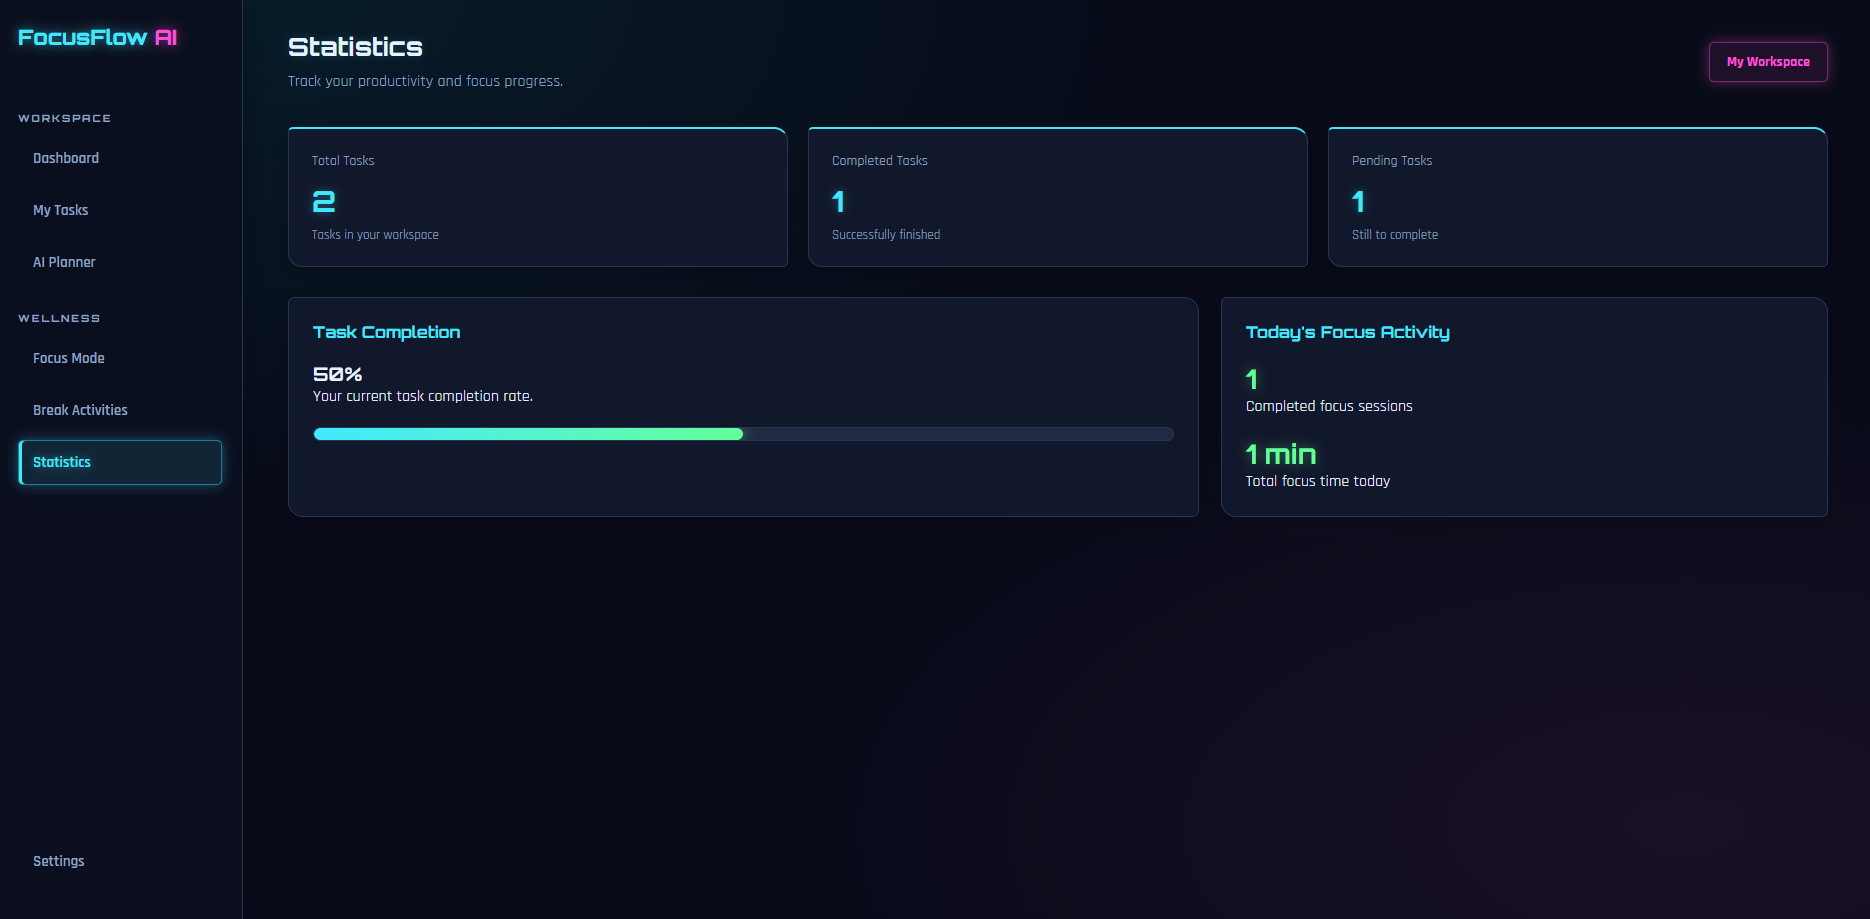 FocusFlow AI
WORKSPACE
Dashboard
My Tasks
AI Planner
WELLNESS
Focus Mode
Break Activities
Statistics
Settings
Statistics
Track your productivity and focus progress.
My Workspace
Total Tasks
2
Tasks in your workspace
Completed Tasks
1
Successfully finished
Pending Tasks
1
Still to complete
Task Completion
50%
Your current task completion rate.
Today's Focus Activity
1
Completed focus sessions
1 min
Total focus time today